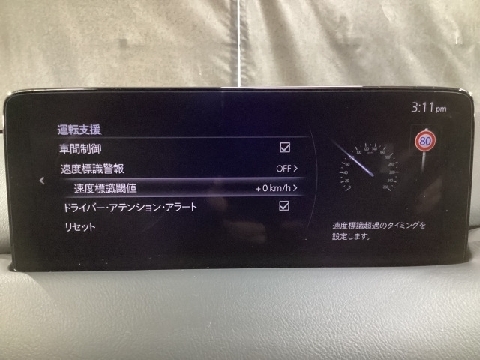 3:11 pm
運転支援
車間制御
速度標識警報 OFF >
速度標識閾値 +0 km/h >
ドライバー・アテンション・アラート
リセット
80
速度標識超過のタイミングを
設定します。